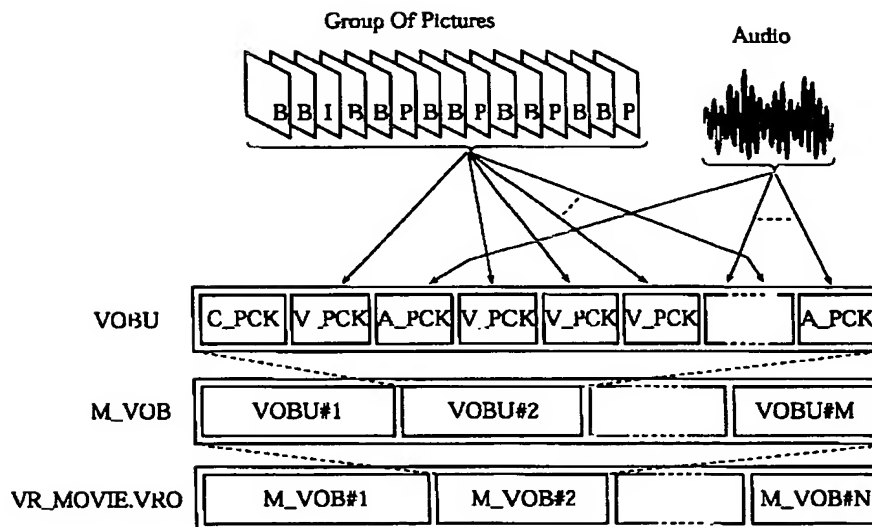 Group Of Pictures
Audio
B B I B B P B B P B B P B B P
VOBU C_PCK V_PCK A_PCK V_PCK V_PCK V_PCK A_PCK
M_VOB VOBU#1 VOBU#2 VOBU#M
VR_MOVIE.VRO M_VOB#1 M_VOB#2 M_VOB#N